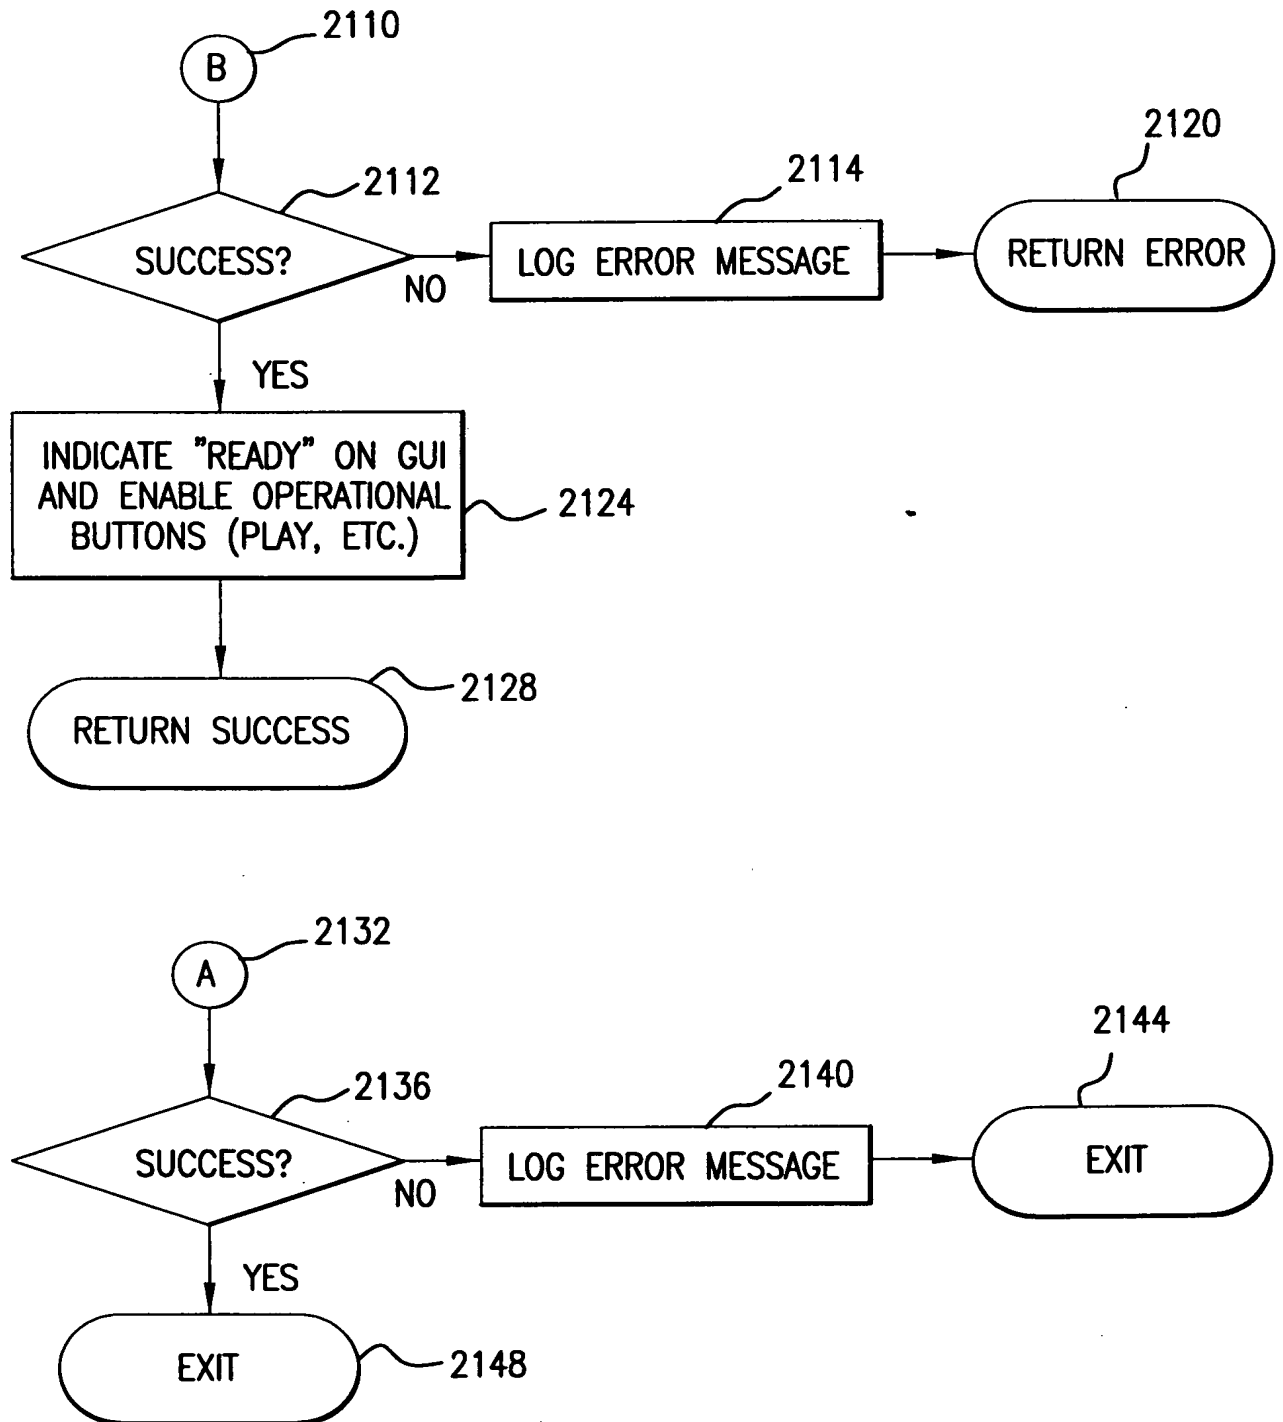 2110
B
2112
2114
2120
SUCCESS?
NO
LOG ERROR MESSAGE
RETURN ERROR
YES
INDICATE "READY" ON GUI
AND ENABLE OPERATIONAL
BUTTONS (PLAY, ETC.)
2124
2128
RETURN SUCCESS
2132
A
2136
2140
2144
SUCCESS?
NO
LOG ERROR MESSAGE
EXIT
YES
EXIT
2148